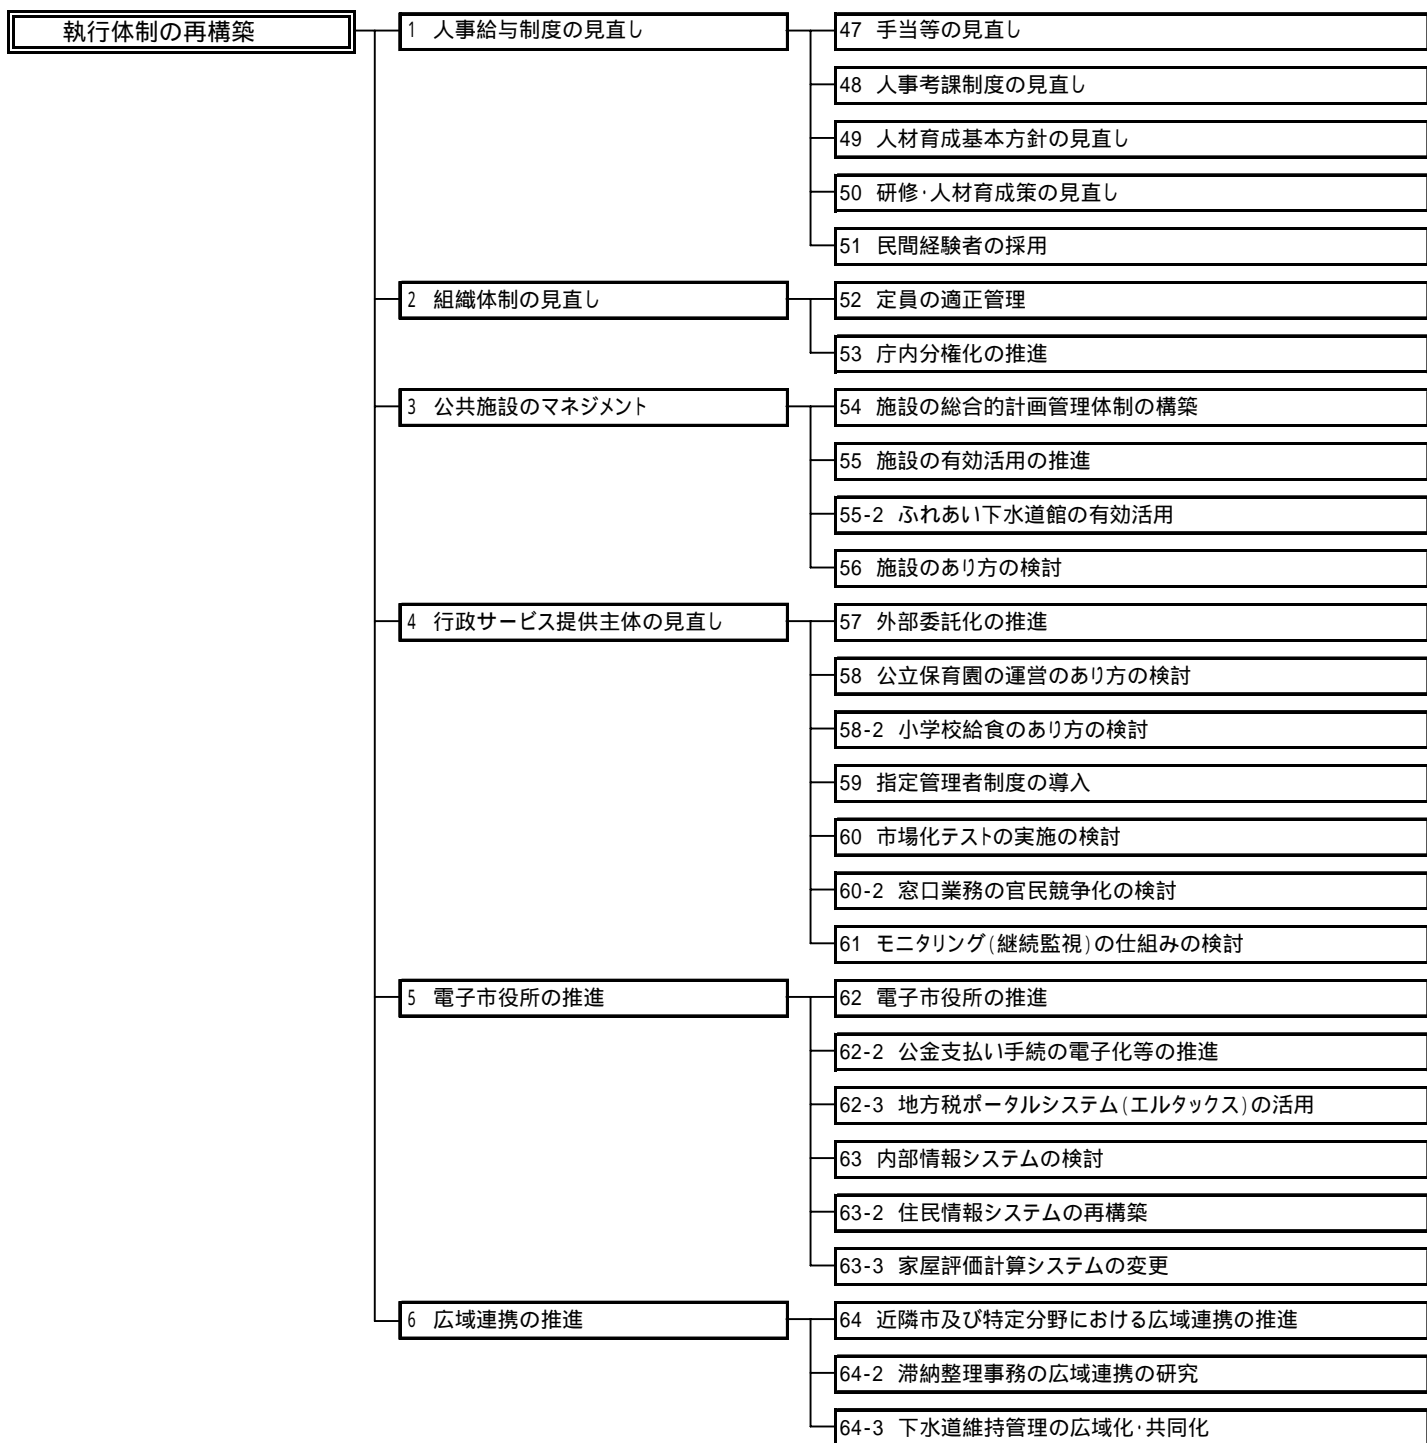 執行体制の再構築
1 人事給与制度の見直し
47 手当等の見直し
48 人事考課制度の見直し
49 人材育成基本方針の見直し
50 研修・人材育成策の見直し
51 民間経験者の採用
2 組織体制の見直し
52 定員の適正管理
53 庁内分権化の推進
3 公共施設のマネジメント
54 施設の総合的計画管理体制の構築
55 施設の有効活用の推進
55-2 ふれあい下水道館の有効活用
56 施設のあり方の検討
4 行政サービス提供主体の見直し
57 外部委託化の推進
58 公立保育園の運営のあり方の検討
58-2 小学校給食のあり方の検討
59 指定管理者制度の導入
60 市場化テストの実施の検討
60-2 窓口業務の官民競争化の検討
61 モニタリング(継続監視)の仕組みの検討
5 電子市役所の推進
62 電子市役所の推進
62-2 公金支払い手続の電子化等の推進
62-3 地方税ポータルシステム(エルタックス)の活用
63 内部情報システムの検討
63-2 住民情報システムの再構築
63-3 家屋評価計算システムの変更
6 広域連携の推進
64 近隣市及び特定分野における広域連携の推進
64-2 滞納整理事務の広域連携の研究
64-3 下水道維持管理の広域化・共同化